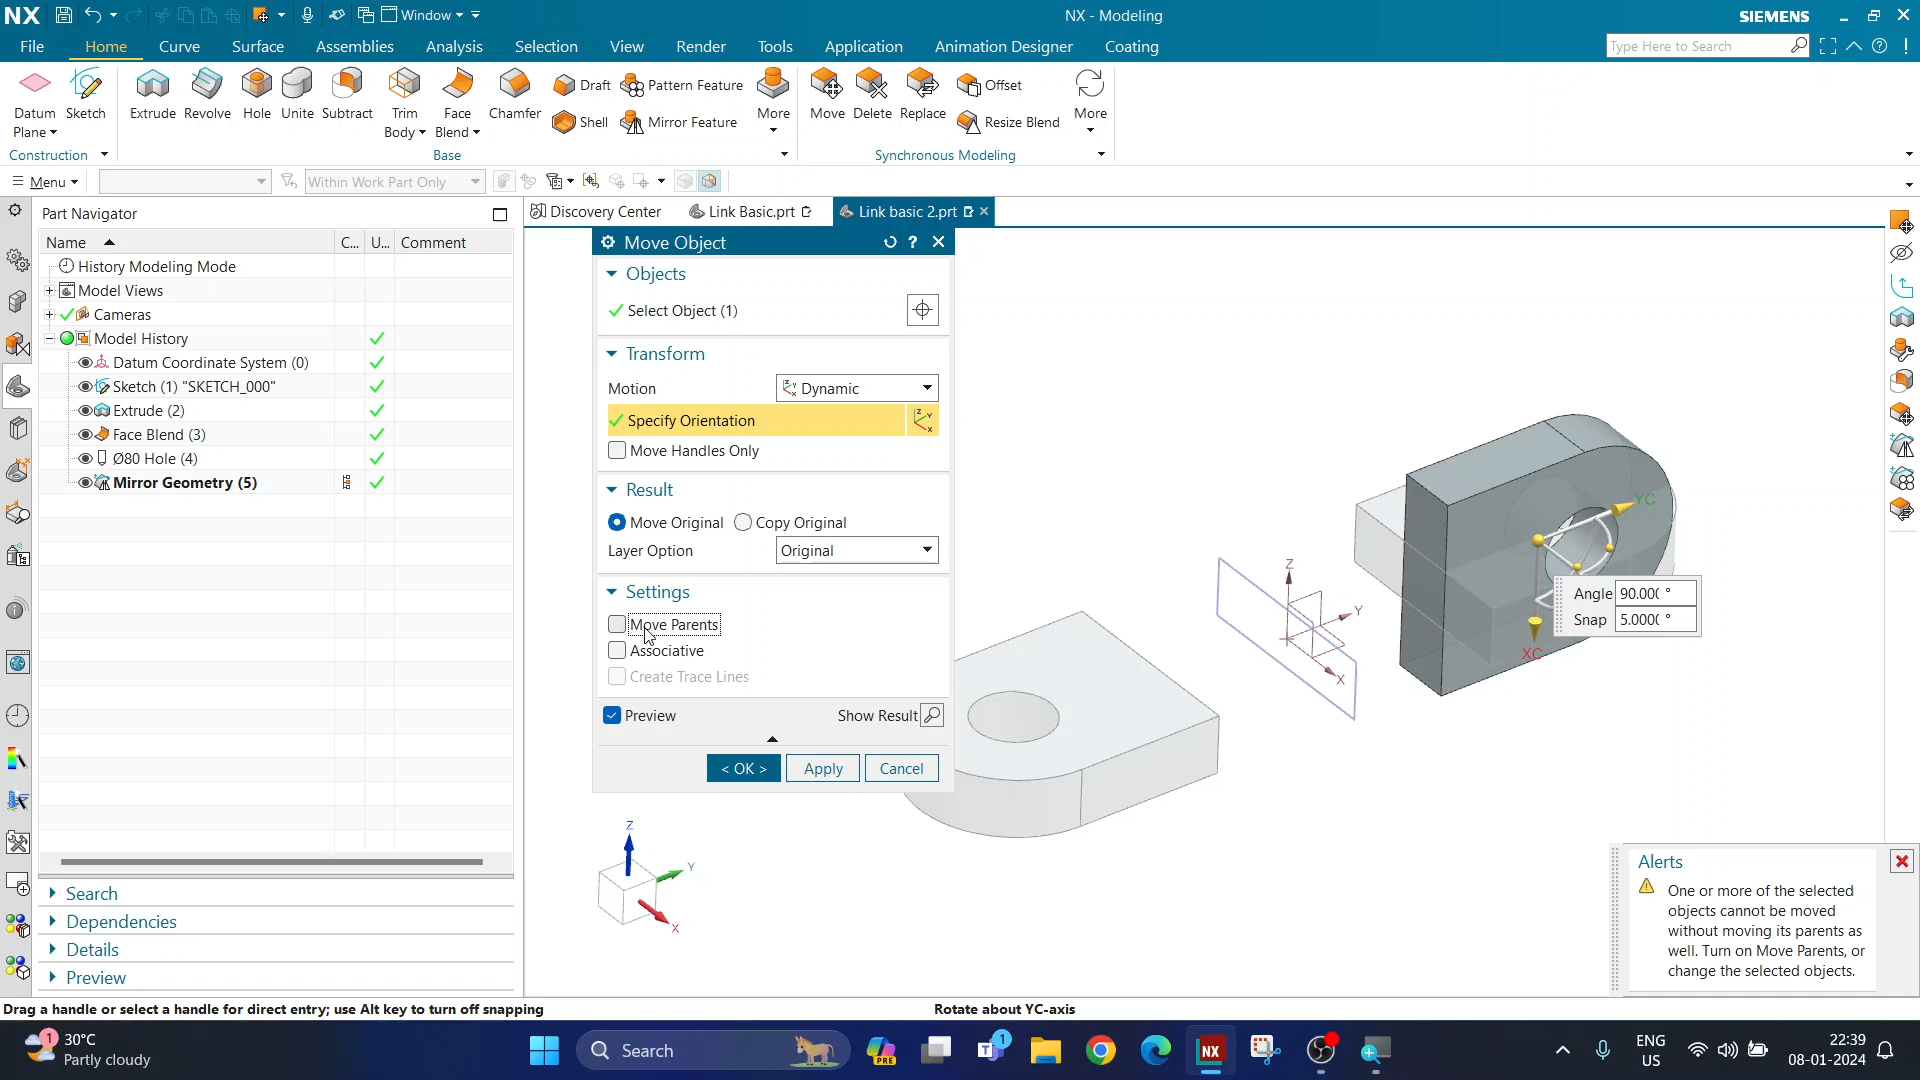 NX Window NX - Modeling SIEMENS
File Home Curve Surface Assemblies Analysis Selection View Render Tools Application Animation Designer Coating Type Here to Search
Datum Plane Sketch Extrude Revolve Hole Unite Subtract Trim Body Face Blend Chamfer Draft Shell Pattern Feature Mirror Feature More Move Delete Replace Offset Resize Blend More
Construction Base Synchronous Modeling
Menu Within Work Part Only
Part Navigator
Discovery Center Link Basic.prt Link basic 2.prt
Name C... U... Comment
History Modeling Mode
Model Views
Cameras
Model History
Datum Coordinate System (0)
Sketch (1) "SKETCH_000"
Extrude (2)
Face Blend (3)
Ø80 Hole (4)
Mirror Geometry (5)
Search
Dependencies
Details
Preview
Move Object
Objects
Select Object (1)
Transform
Motion Dynamic
Specify Orientation
Move Handles Only
Result
Move Original Copy Original
Layer Option Original
Settings
Move Parents
Associative
Create Trace Lines
Preview Show Result
< OK > Apply Cancel
YC
XC
Angle 90.000 °
Snap 5.0000 °
Z
Y
X
Z
Y
X
Alerts
One or more of the selected
objects cannot be moved
without moving its parents as
well. Turn on Move Parents, or
change the selected objects.
Drag a handle or select a handle for direct entry; use Alt key to turn off snapping Rotate about YC-axis
1
30°C
Partly cloudy
Search
PRE
1
NX
ENG
US
22:39
08-01-2024